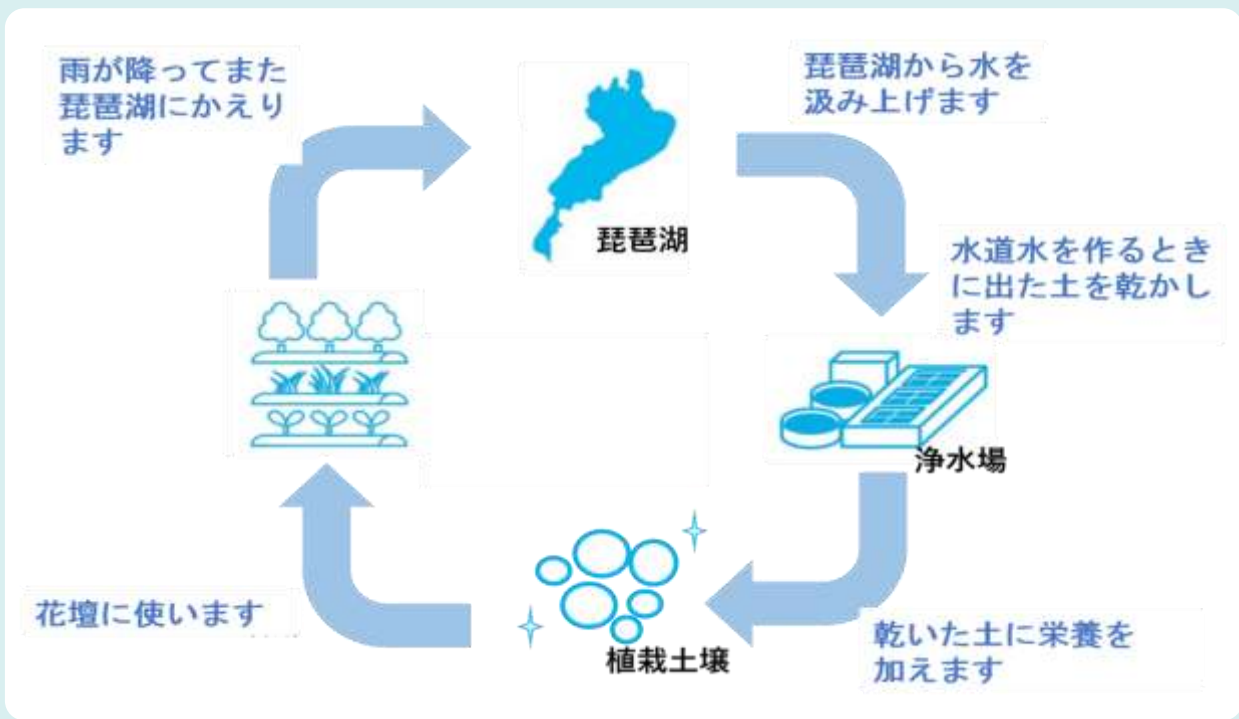 雨が降ってまた
琵琶湖にかえり
ます
琵琶湖
琵琶湖から水を
汲み上げます
水道水を作るとき
に出た土を乾かし
ます
浄水場
乾いた土に栄養を
加えます
植栽土壌
花壇に使います